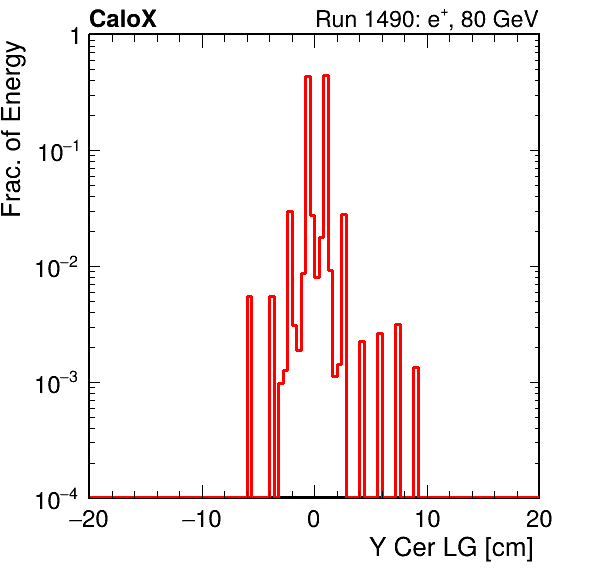 CaloX Run 1490: e⁺, 80 GeV
Frac. of Energy
1
10⁻¹
10⁻²
10⁻³
10⁻⁴
−20 −10 0 10 20
Y Cer LG [cm]